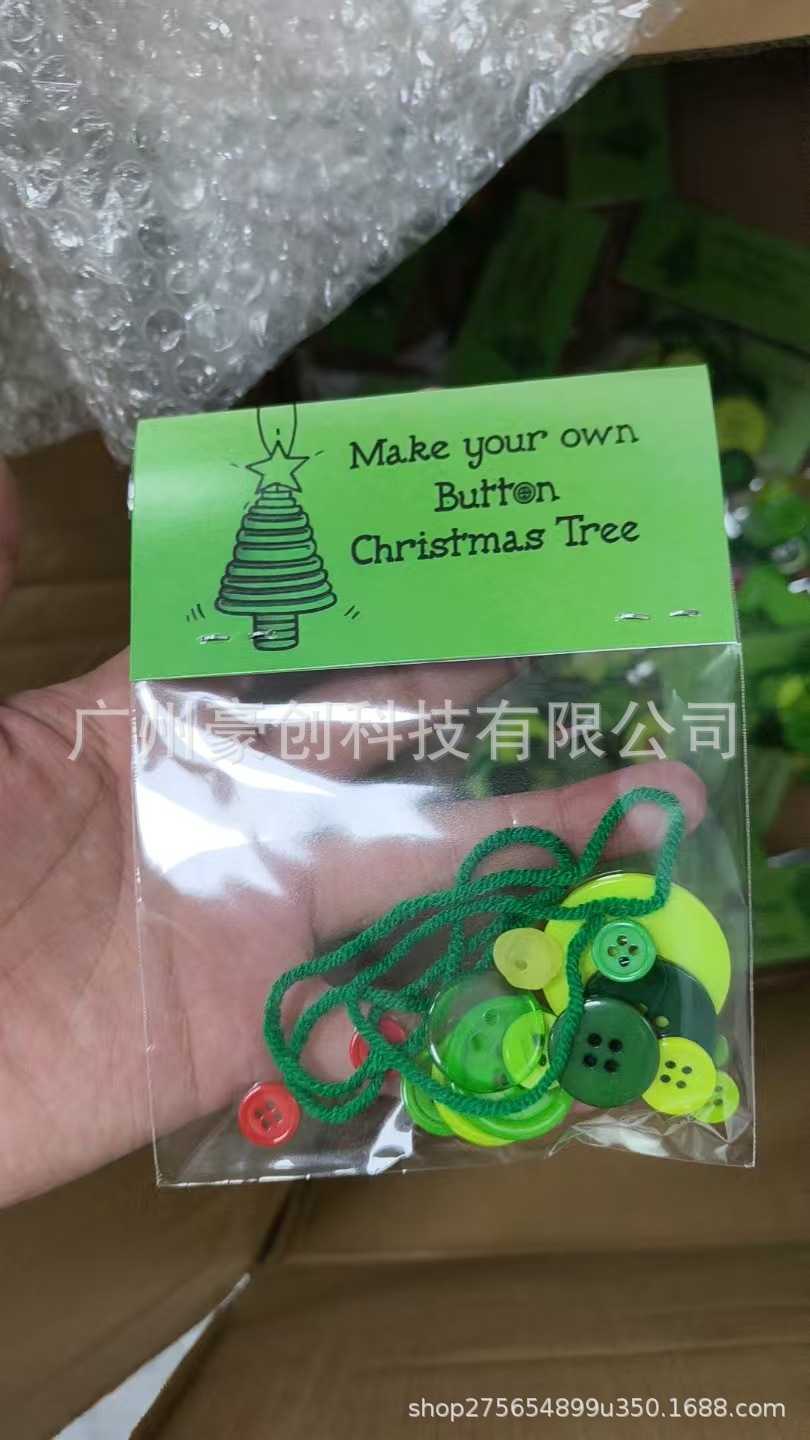 Make your own
Button
Christmas Tree
广州豪创科技有限公司
shop275654899u350.1688.com